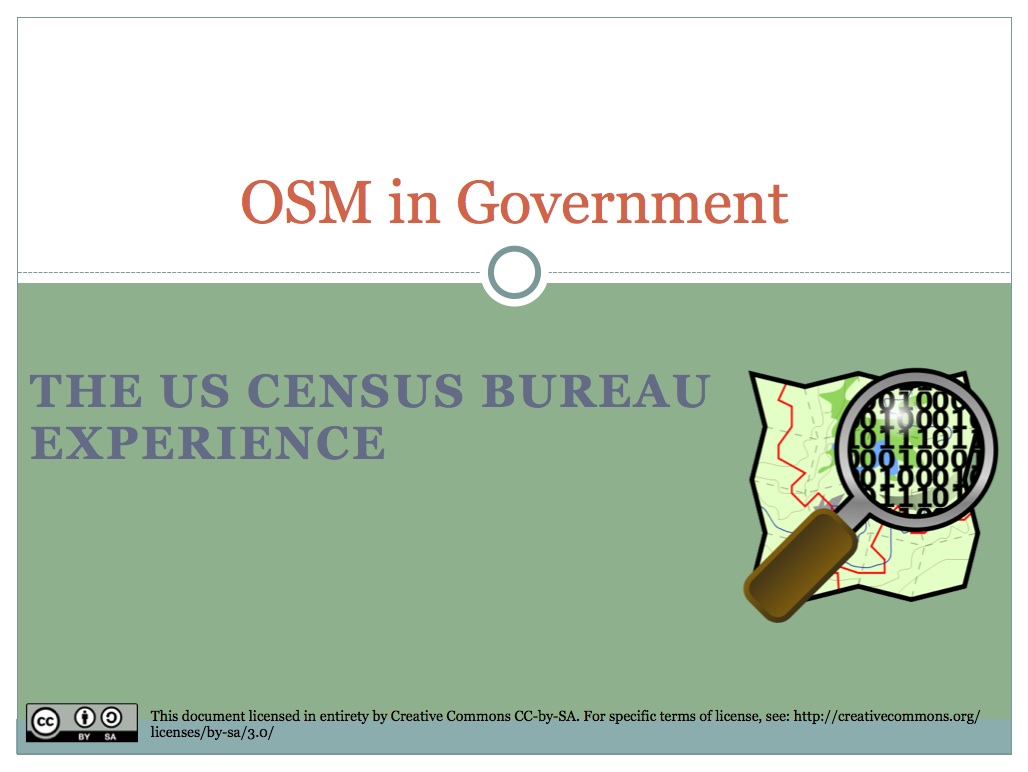 OSM in Government
THE US CENSUS BUREAU
EXPERIENCE
cc
BY SA
This document licensed in entirety by Creative Commons CC-by-SA. For specific terms of license, see: http://creativecommons.org/
licenses/by-sa/3.0/